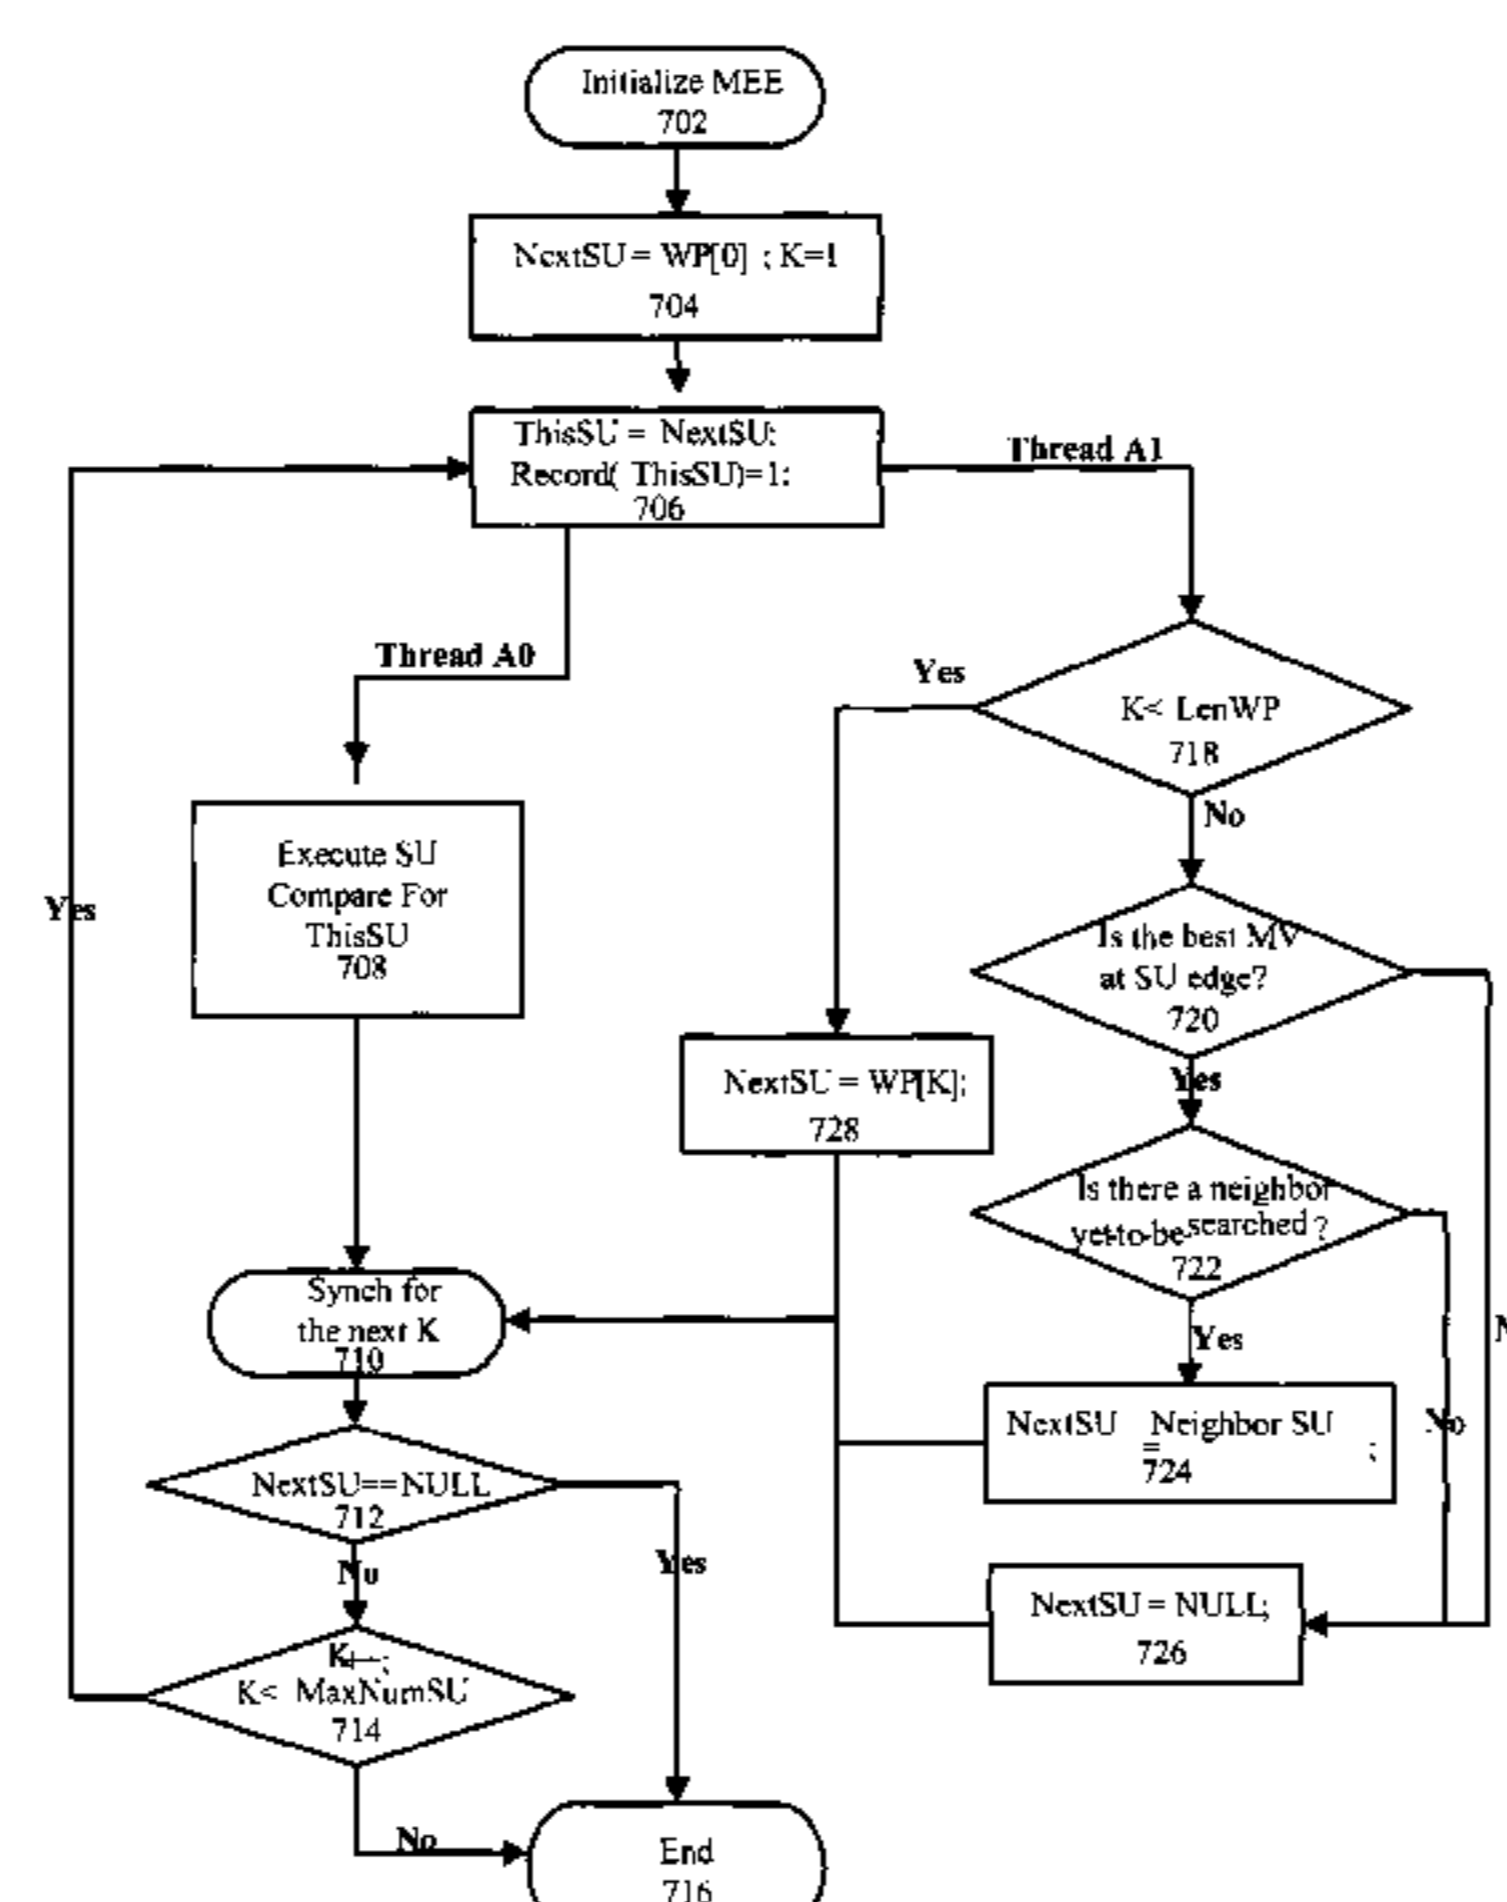 Initialize MEE
702
NextSU = WP[0] ; K=1
704
ThisSU = NextSU;
Record( ThisSU)=1;
706
Thread A1
Thread A0
Yes
K< LenWP
718
No
Execute SU
Compare For
ThisSU
708
Yes
Is the best MV
at SU edge?
720
Yes
NextSU = WP[K];
728
Is there a neighbor
yet-to-be-searched ?
722
Yes
Synch for
the next K
710
NextSU = Neighbor SU ;
724
No
NextSU==NULL
712
No
Yes
NextSU = NULL;
726
K++;
K< MaxNumSU
714
No
End
716